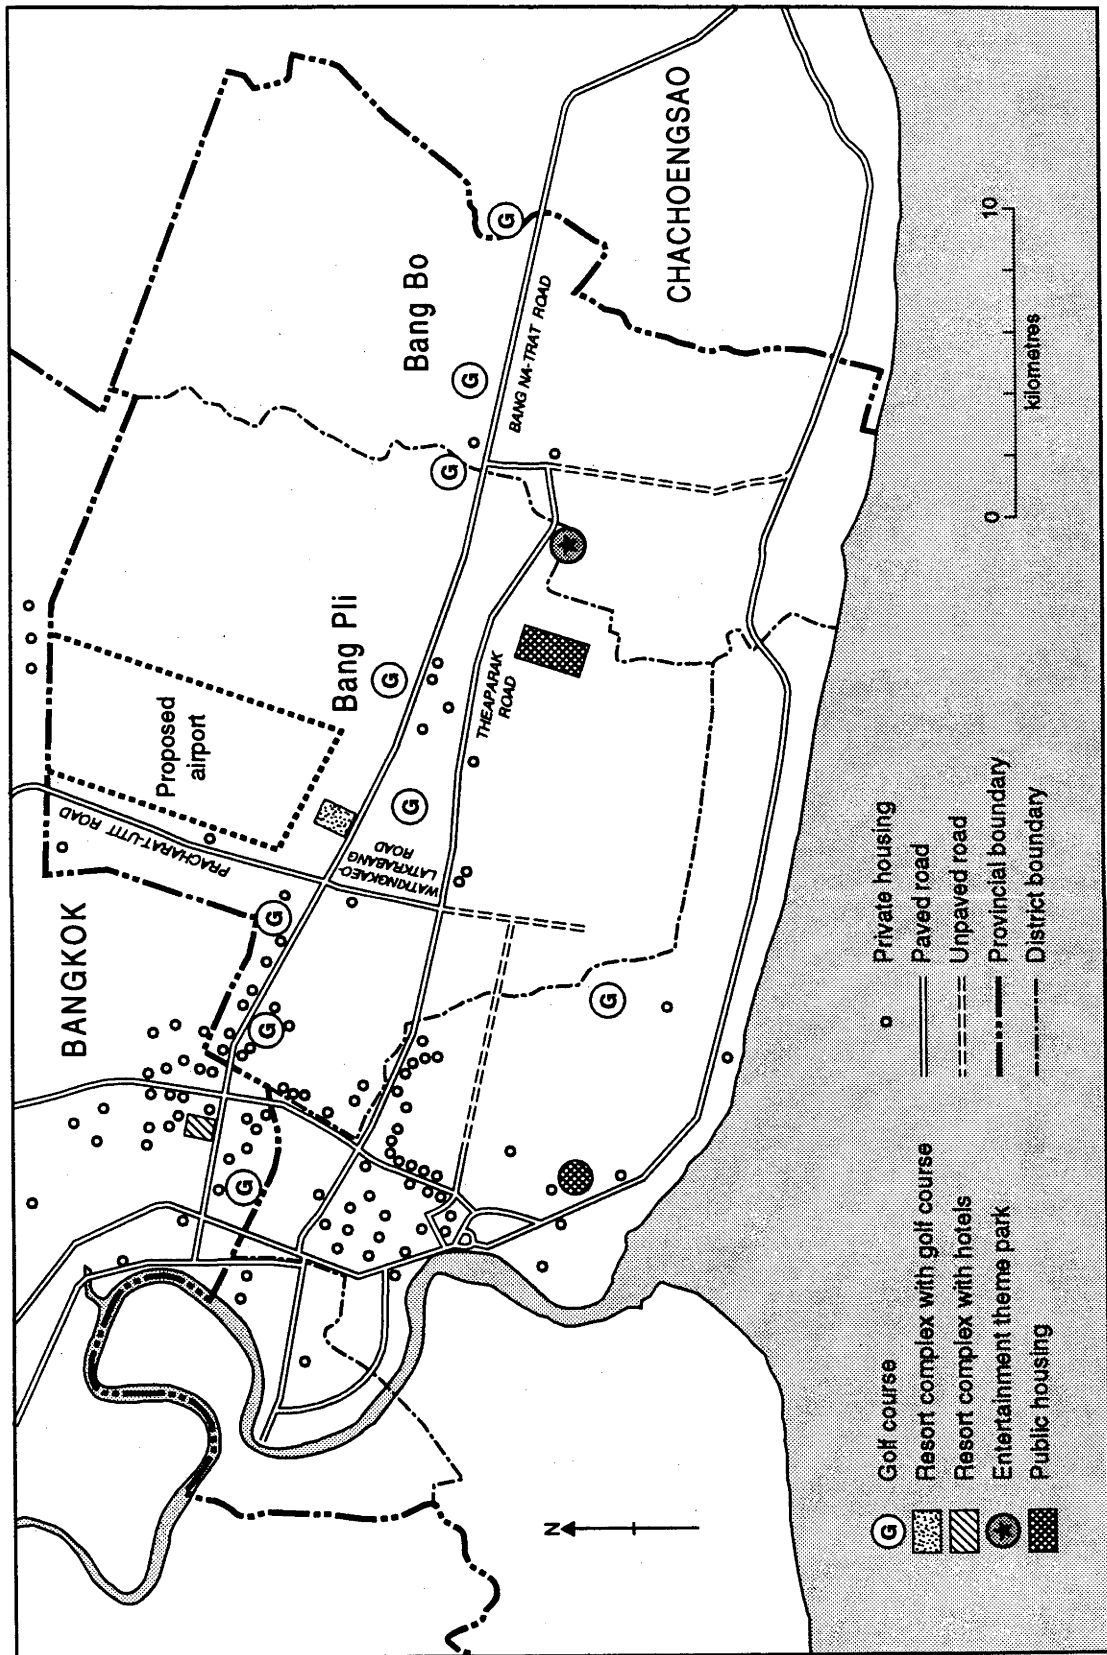 BANGKOK
PRACHARAT-UTIT ROAD
Proposed
airport
Bang Pli
Bang Bo
WATKINGKAEO-
LATKRABANG
ROAD
THEAPARAK
ROAD
BANG NA-TRAT ROAD
CHACHOENGSAO
G
G
G
G
G
G
G
G
G
N
G Golf course
Resort complex with golf course
Resort complex with hotels
Entertainment theme park
Public housing
Private housing
Paved road
Unpaved road
Provincial boundary
District boundary
0 10
kilometres